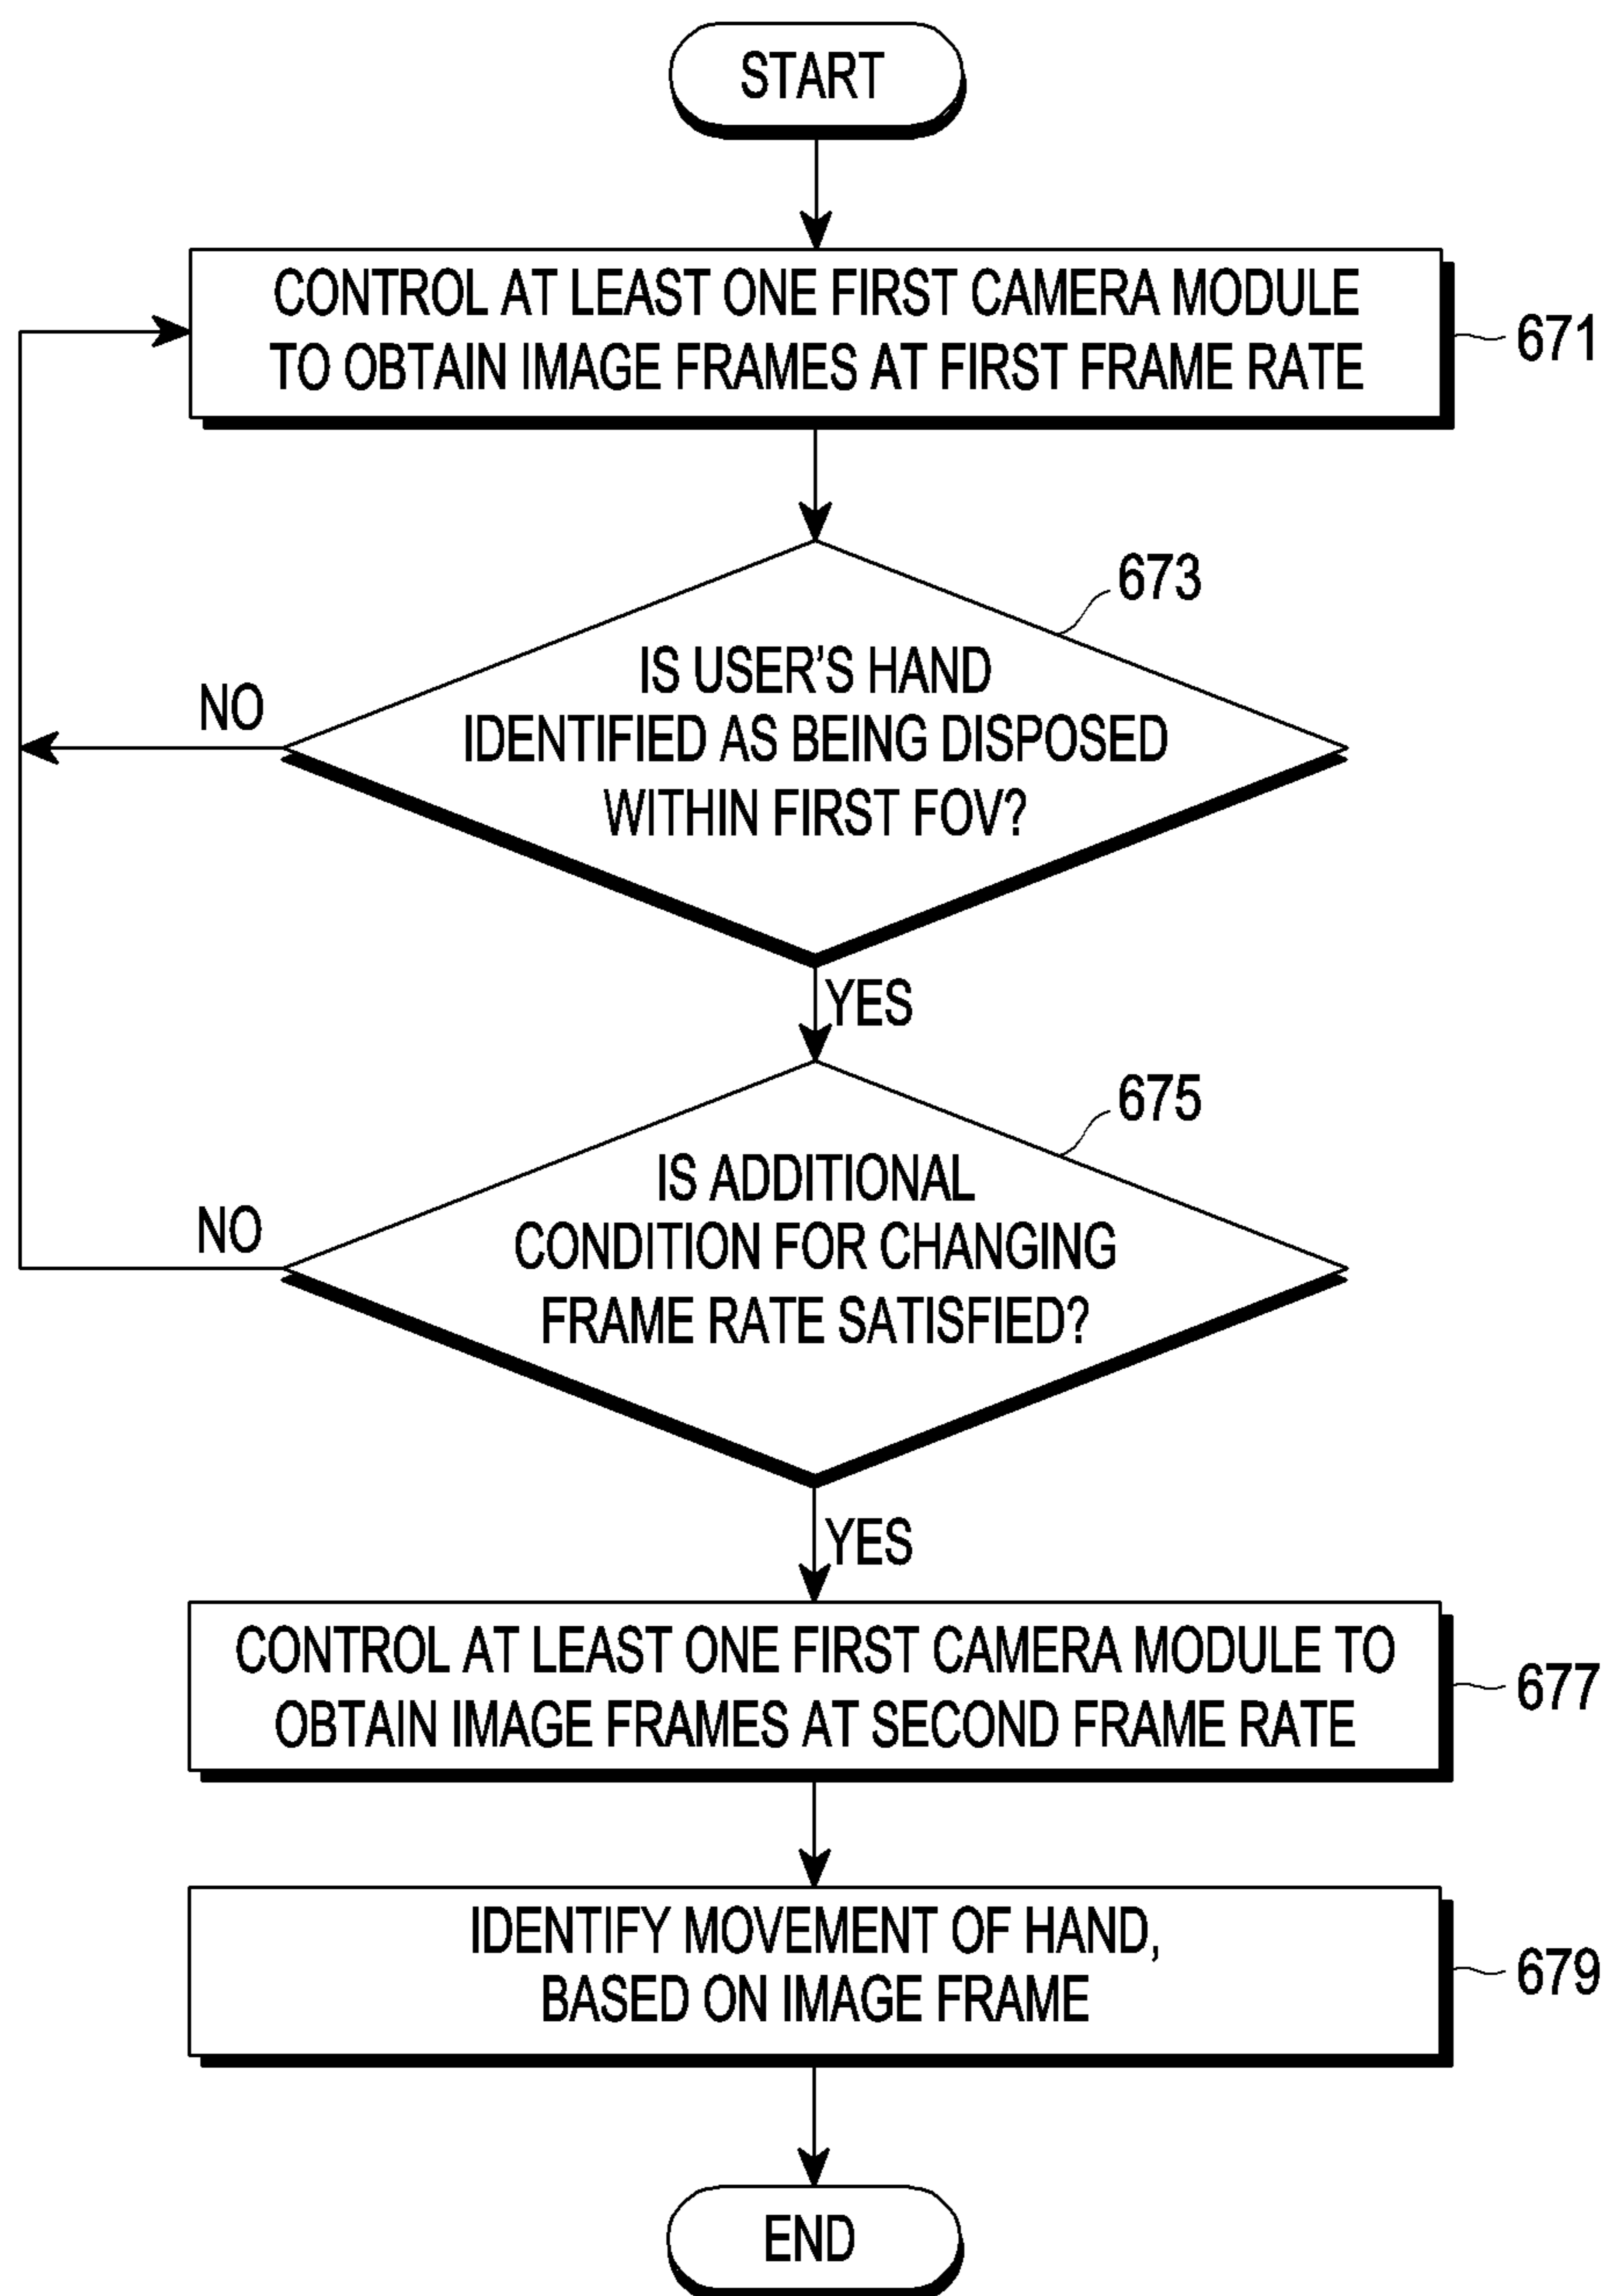 START
CONTROL AT LEAST ONE FIRST CAMERA MODULE
TO OBTAIN IMAGE FRAMES AT FIRST FRAME RATE
671
673
IS USER'S HAND
IDENTIFIED AS BEING DISPOSED
WITHIN FIRST FOV?
NO
YES
675
IS ADDITIONAL
CONDITION FOR CHANGING
FRAME RATE SATISFIED?
NO
YES
CONTROL AT LEAST ONE FIRST CAMERA MODULE TO
OBTAIN IMAGE FRAMES AT SECOND FRAME RATE
677
IDENTIFY MOVEMENT OF HAND,
BASED ON IMAGE FRAME
679
END